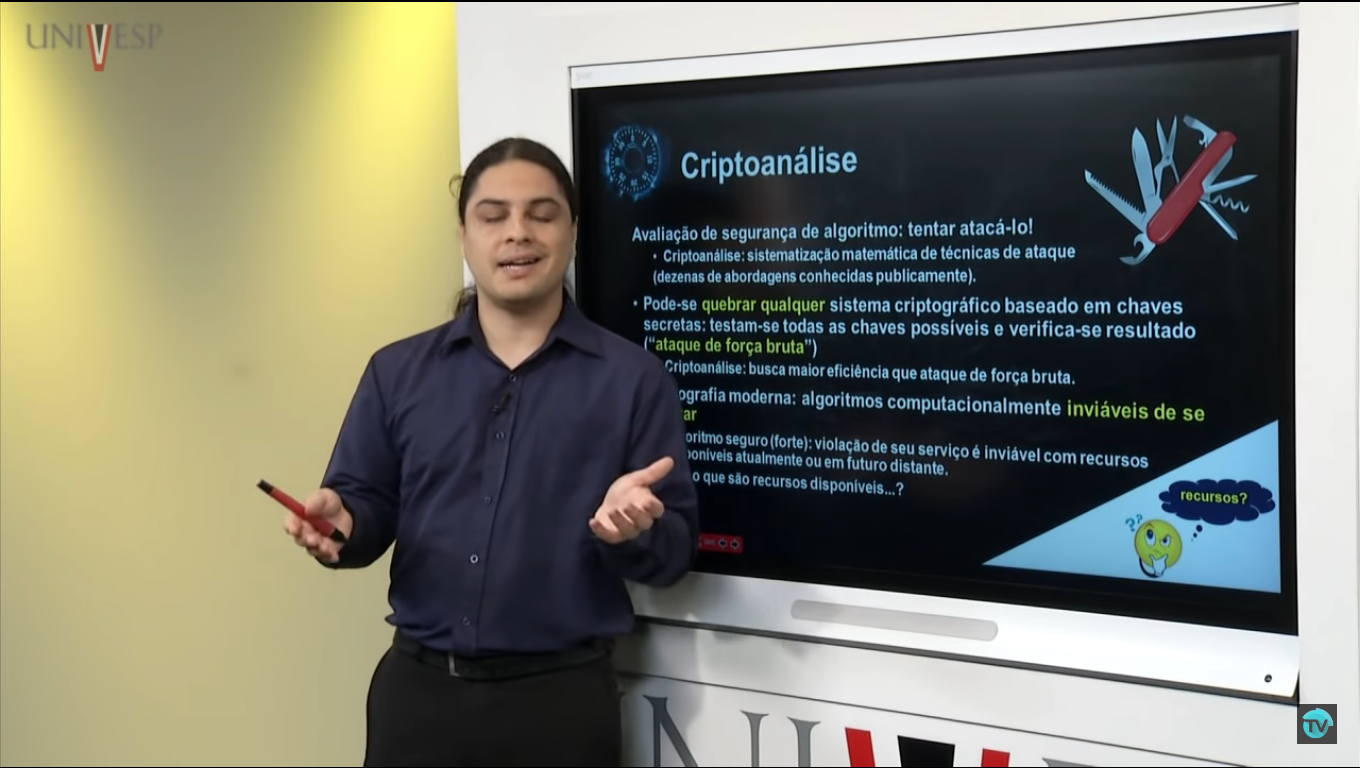 UNIVESP
Criptoanálise
Avaliação de segurança de algoritmo: tentar atacá-lo!
• Criptoanálise: sistematização matemática de técnicas de ataque
(dezenas de abordagens conhecidas publicamente).
• Pode-se quebrar qualquer sistema criptográfico baseado em chaves
secretas: testam-se todas as chaves possíveis e verifica-se resultado
("ataque de força bruta")
Criptoanálise: busca maior eficiência que ataque de força bruta.
ografia moderna: algoritmos computacionalmente inviáveis de se
ar
oritmo seguro (forte): violação de seu serviço é inviável com recursos
poníveis atualmente ou em futuro distante.
o que são recursos disponíveis...?
recursos?
??
TV
NIV